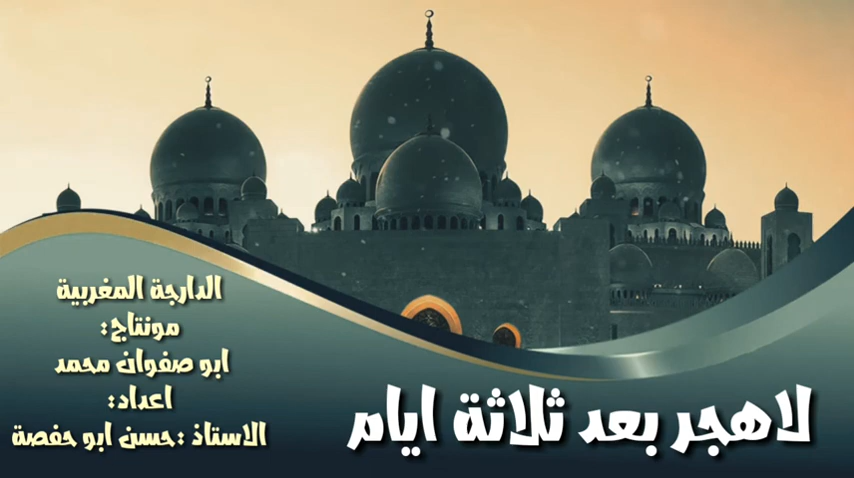 الدارجة المغربية
مونتاج:
ابو صفوان محمد
اعداد:
الاستاذ :حسن ابو حفصة
لاهجر بعد ثلاثة ايام